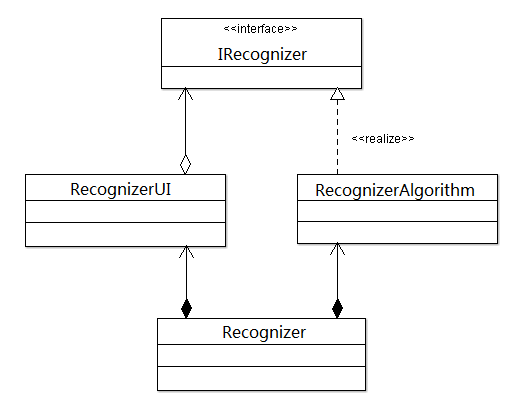 <<interface>>
IRecognizer
<<realize>>
RecognizerUI
RecognizerAlgorithm
Recognizer